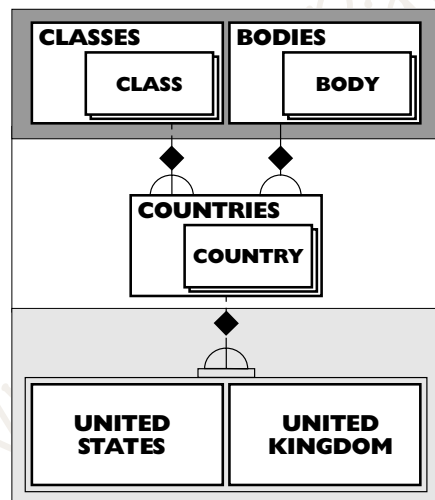 CLASSES
BODIES
CLASS
BODY
COUNTRIES
COUNTRY
UNITED
STATES
UNITED
KINGDOM